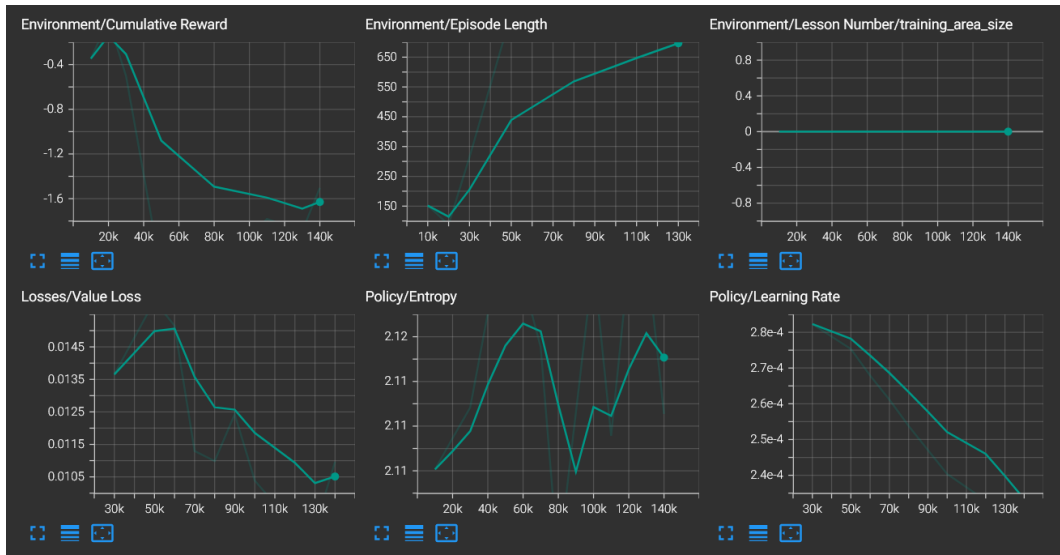 Environment/Cumulative Reward
-0.4
-0.8
-1.2
-1.6
20k 40k 60k 80k 100k 120k 140k
Environment/Episode Length
650
550
450
350
250
150
10k 30k 50k 70k 90k 110k 130k
Environment/Lesson Number/training_area_size
0.8
0.4
0
-0.4
-0.8
20k 40k 60k 80k 100k 120k 140k
Losses/Value Loss
0.0145
0.0135
0.0125
0.0115
0.0105
30k 50k 70k 90k 110k 130k
Policy/Entropy
2.12
2.11
2.11
2.11
20k 40k 60k 80k 100k 120k 140k
Policy/Learning Rate
2.8e-4
2.7e-4
2.6e-4
2.5e-4
2.4e-4
30k 50k 70k 90k 110k 130k